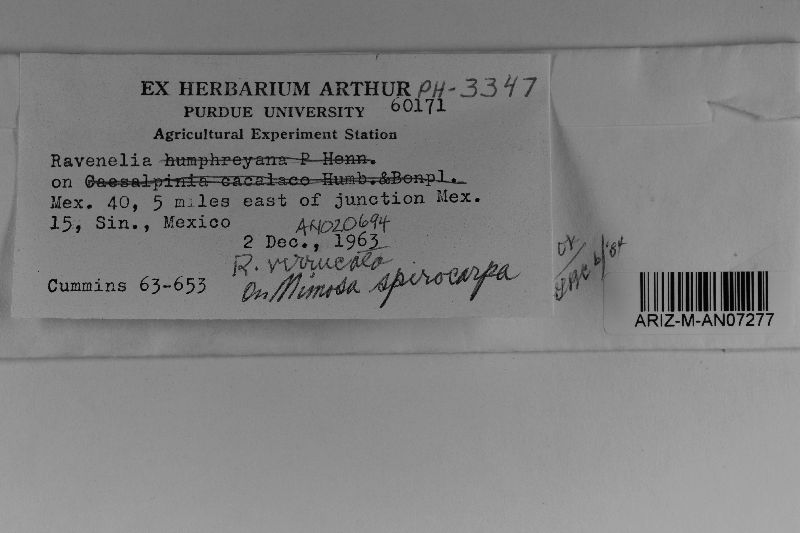 EX HERBARIUM ARTHUR PH-3347
PURDUE UNIVERSITY 60171
Agricultural Experiment Station
Ravenelia humphreyana P Henn.
on Caesalpinia cacalaco Humb.&Bonpl.
Mex. 40, 5 miles east of junction Mex.
15, Sin., Mexico AN020694
2 Dec., 1963
R. verrucata
Cummins 63-653 On Mimosa spirocarpa
6/'84
ARIZ-M-AN07277